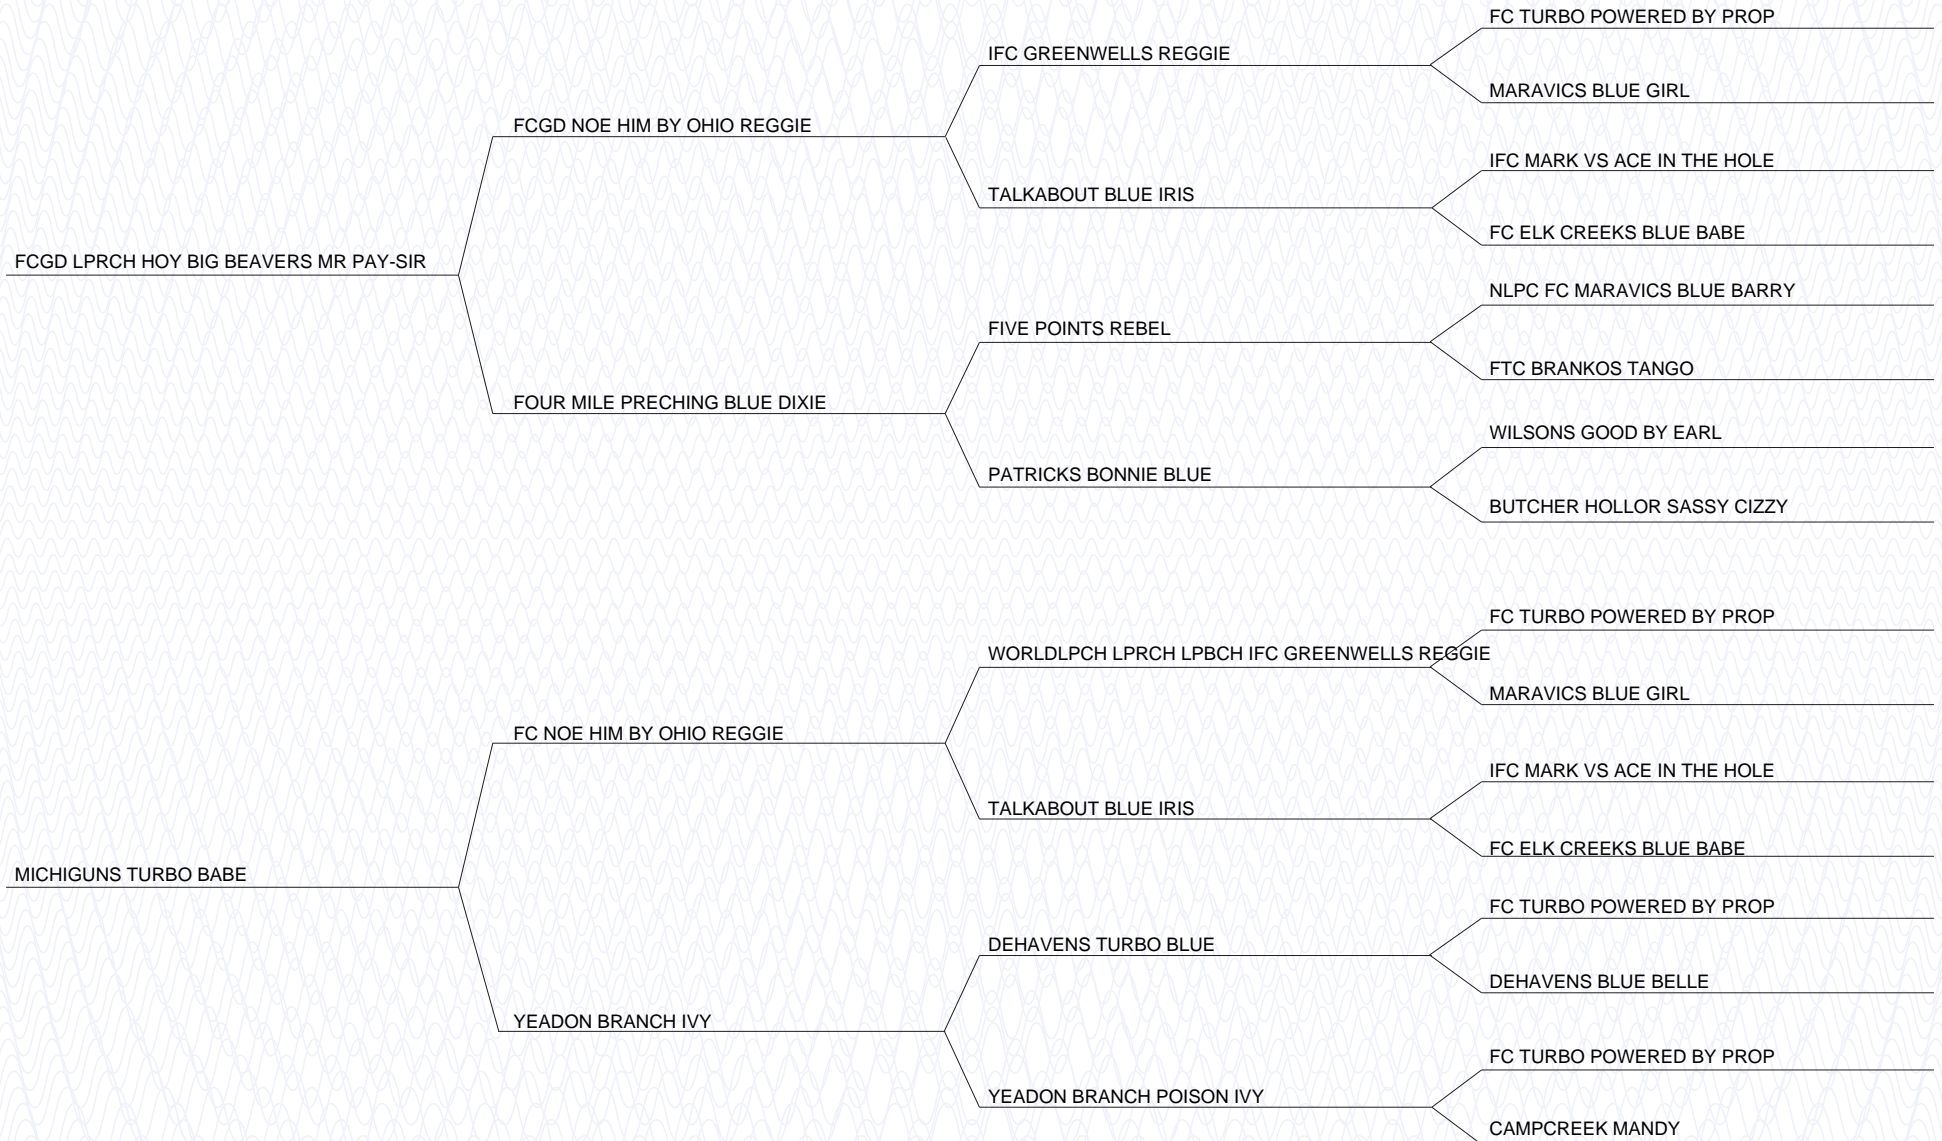 FC TURBO POWERED BY PROP
IFC GREENWELLS REGGIE
MARAVICS BLUE GIRL
FCGD NOE HIM BY OHIO REGGIE
IFC MARK VS ACE IN THE HOLE
TALKABOUT BLUE IRIS
FC ELK CREEKS BLUE BABE
FCGD LPRCH HOY BIG BEAVERS MR PAY-SIR
NLPC FC MARAVICS BLUE BARRY
FIVE POINTS REBEL
FTC BRANKOS TANGO
FOUR MILE PRECHING BLUE DIXIE
WILSONS GOOD BY EARL
PATRICKS BONNIE BLUE
BUTCHER HOLLOR SASSY CIZZY
FC TURBO POWERED BY PROP
WORLDLPCH LPRCH LPBCH IFC GREENWELLS REGGIE
MARAVICS BLUE GIRL
FC NOE HIM BY OHIO REGGIE
IFC MARK VS ACE IN THE HOLE
TALKABOUT BLUE IRIS
FC ELK CREEKS BLUE BABE
MICHIGUNS TURBO BABE
FC TURBO POWERED BY PROP
DEHAVENS TURBO BLUE
DEHAVENS BLUE BELLE
YEADON BRANCH IVY
FC TURBO POWERED BY PROP
YEADON BRANCH POISON IVY
CAMPCREEK MANDY